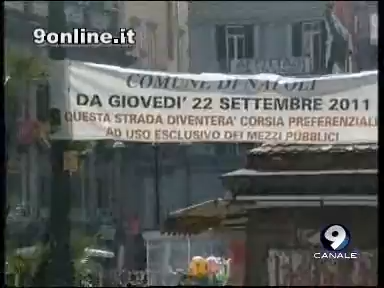 9online.it
COMUNE DI NAPOLI
DA GIOVEDI' 22 SETTEMBRE 2011
QUESTA STRADA DIVENTERA' CORSIA PREFERENZIALE
AD USO ESCLUSIVO DEI MEZZI PUBBLICI
9
CANALE